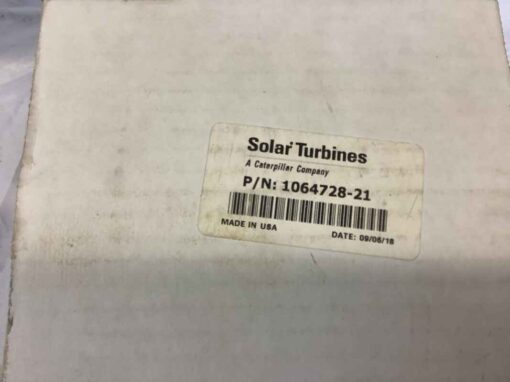 Solar Turbines
A Caterpillar Company
P/N: 1064728-21
MADE IN USA DATE: 09/06/18